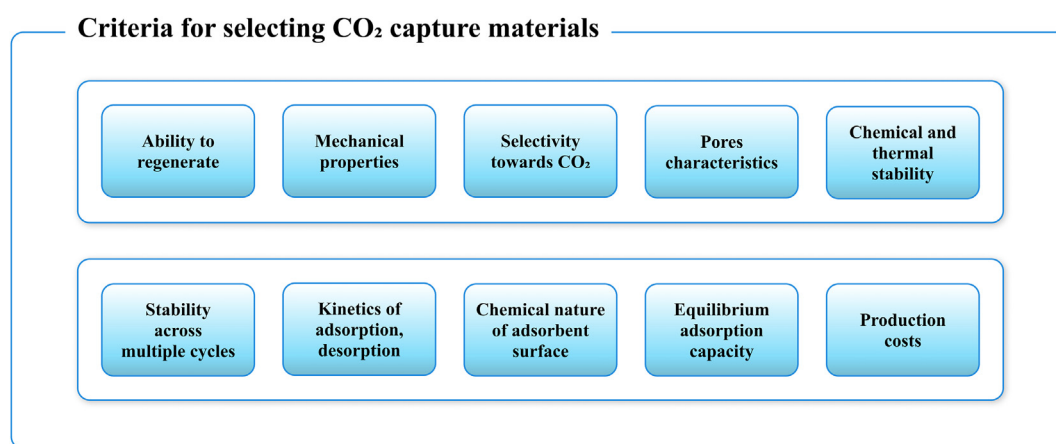 Criteria for selecting CO₂ capture materials
Ability to
regenerate
Mechanical
properties
Selectivity
towards CO₂
Pores
characteristics
Chemical and
thermal
stability
Stability
across
multiple cycles
Kinetics of
adsorption,
desorption
Chemical nature
of adsorbent
surface
Equilibrium
adsorption
capacity
Production
costs